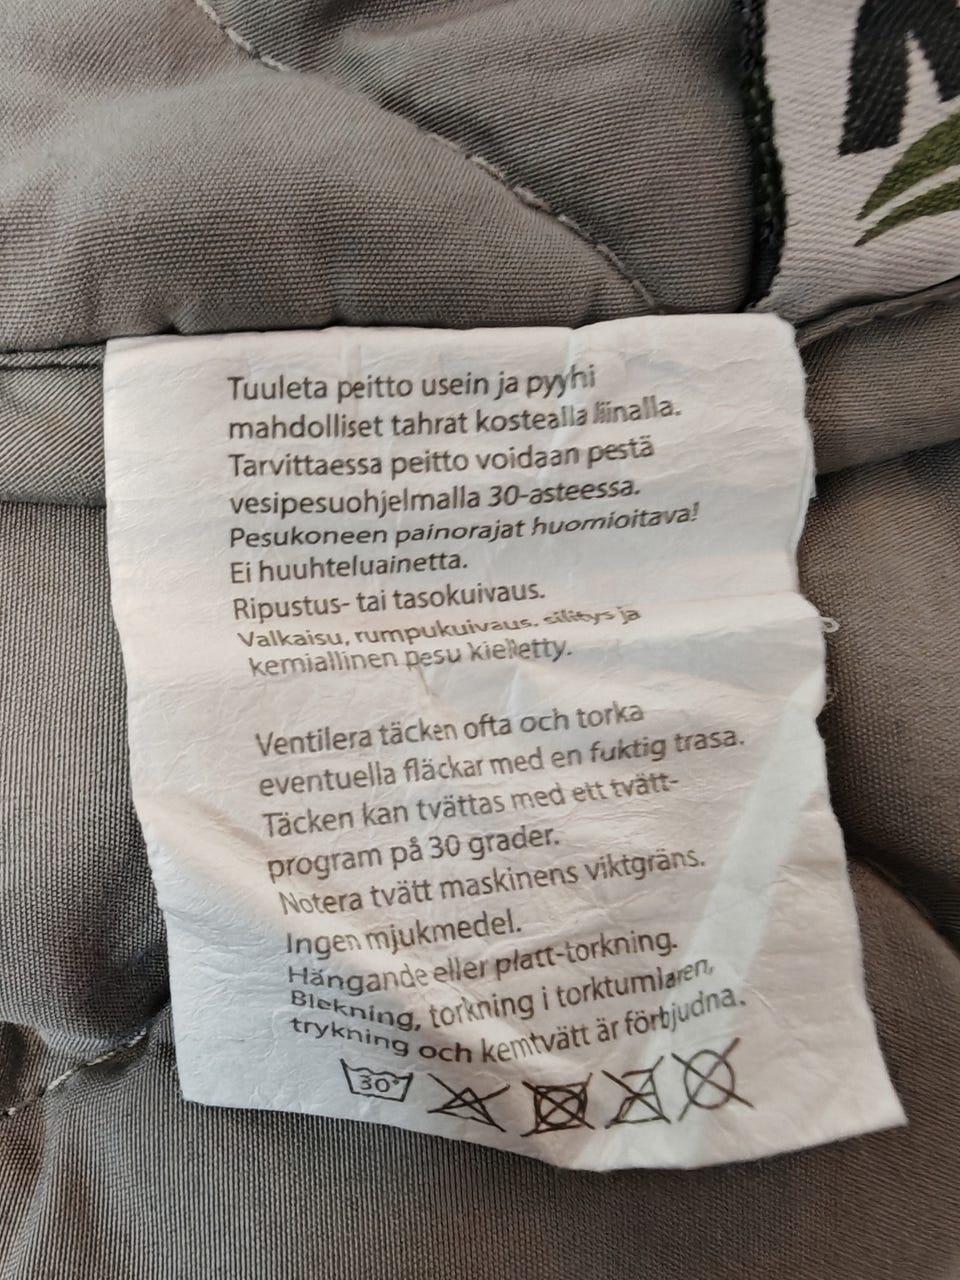 Tuuleta peitto usein ja pyyhi
mahdolliset tahrat kostealla liinalla.
Tarvittaessa peitto voidaan pestä
vesipesuohjelmalla 30-asteessa.
Pesukoneen painorajat huomioitava!
Ei huuhteluainetta.
Ripustus- tai tasokuivaus.
Valkaisu, rumpukuivaus, silitys ja
kemiallinen pesu kielletty.
Ventilera täcken ofta och torka
eventuella fläckar med en fuktig trasa.
Täcken kan tvättas med ett tvätt-
program på 30 grader.
Notera tvätt maskinens viktgräns.
Ingen mjukmedel.
Hängande eller platt-torkning.
Blekning, torkning i torktumlaren,
trykning och kemtvätt är förbjudna.
30°